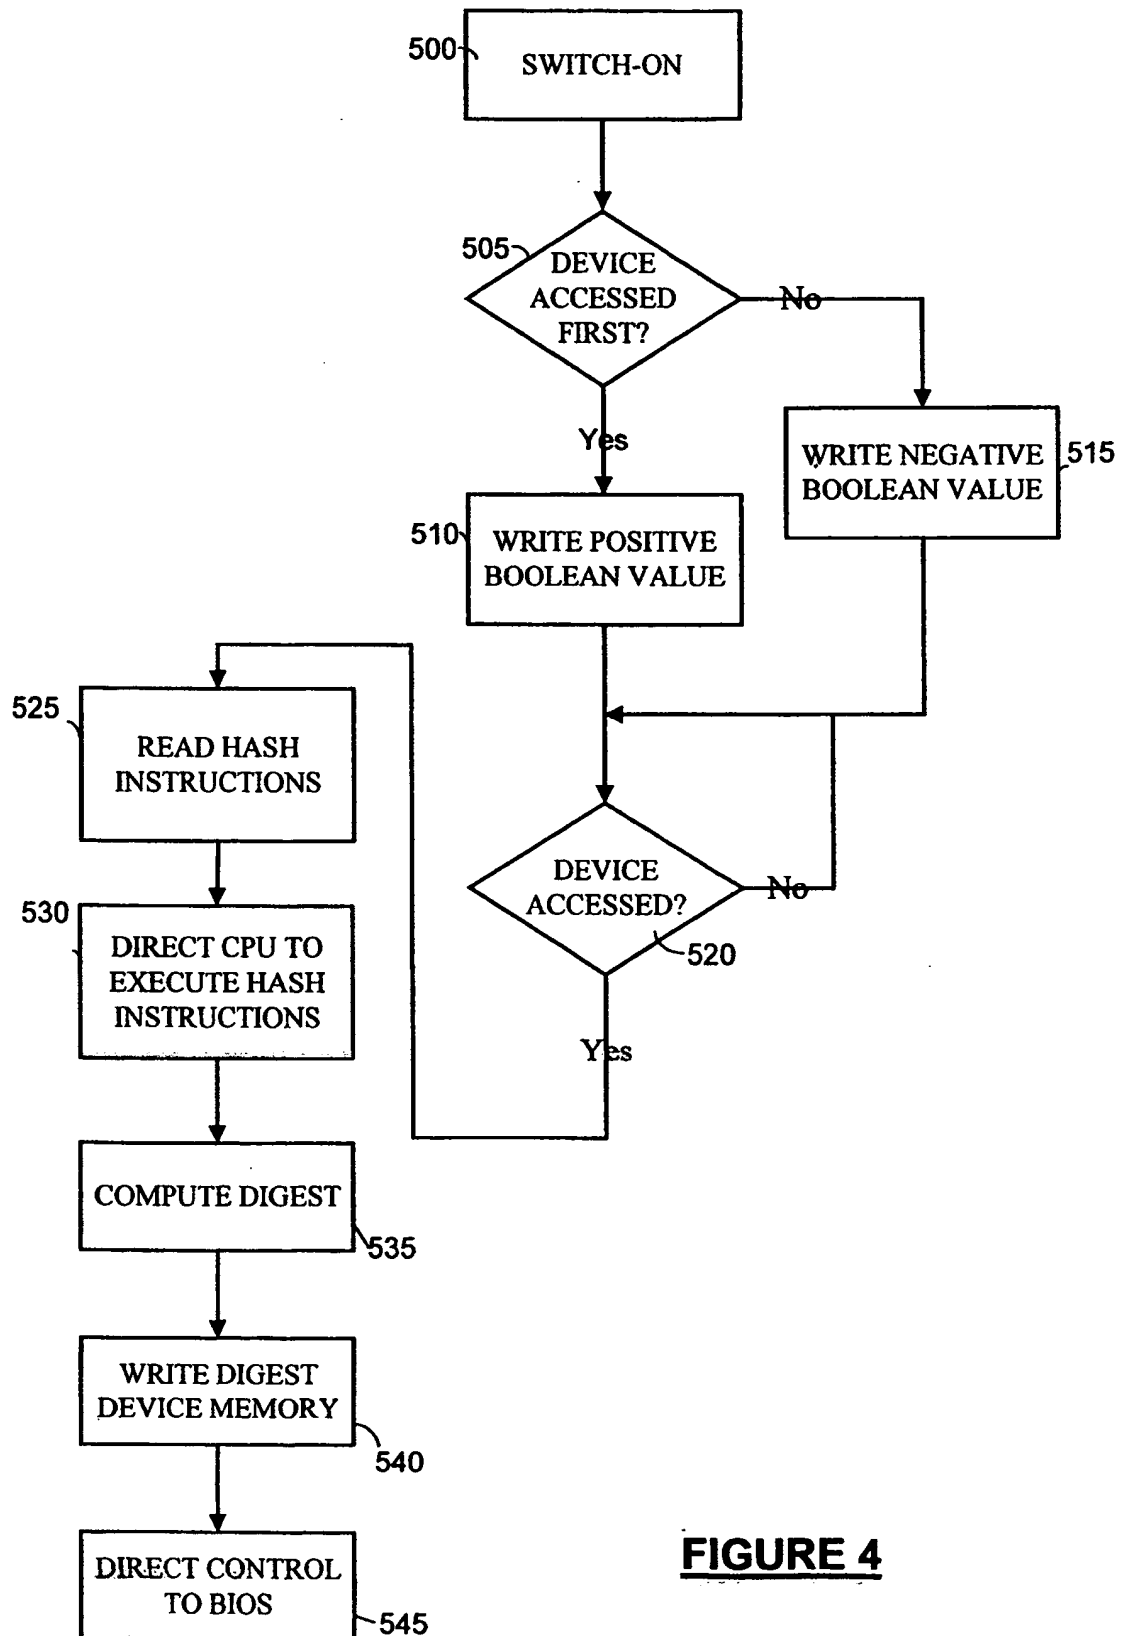 500
SWITCH-ON
505
DEVICE
ACCESSED
FIRST?
No
Yes
WRITE NEGATIVE
BOOLEAN VALUE
515
510
WRITE POSITIVE
BOOLEAN VALUE
DEVICE
ACCESSED?
No
520
Yes
525
READ HASH
INSTRUCTIONS
530
DIRECT CPU TO
EXECUTE HASH
INSTRUCTIONS
COMPUTE DIGEST
535
WRITE DIGEST
DEVICE MEMORY
540
DIRECT CONTROL
TO BIOS
545
FIGURE 4